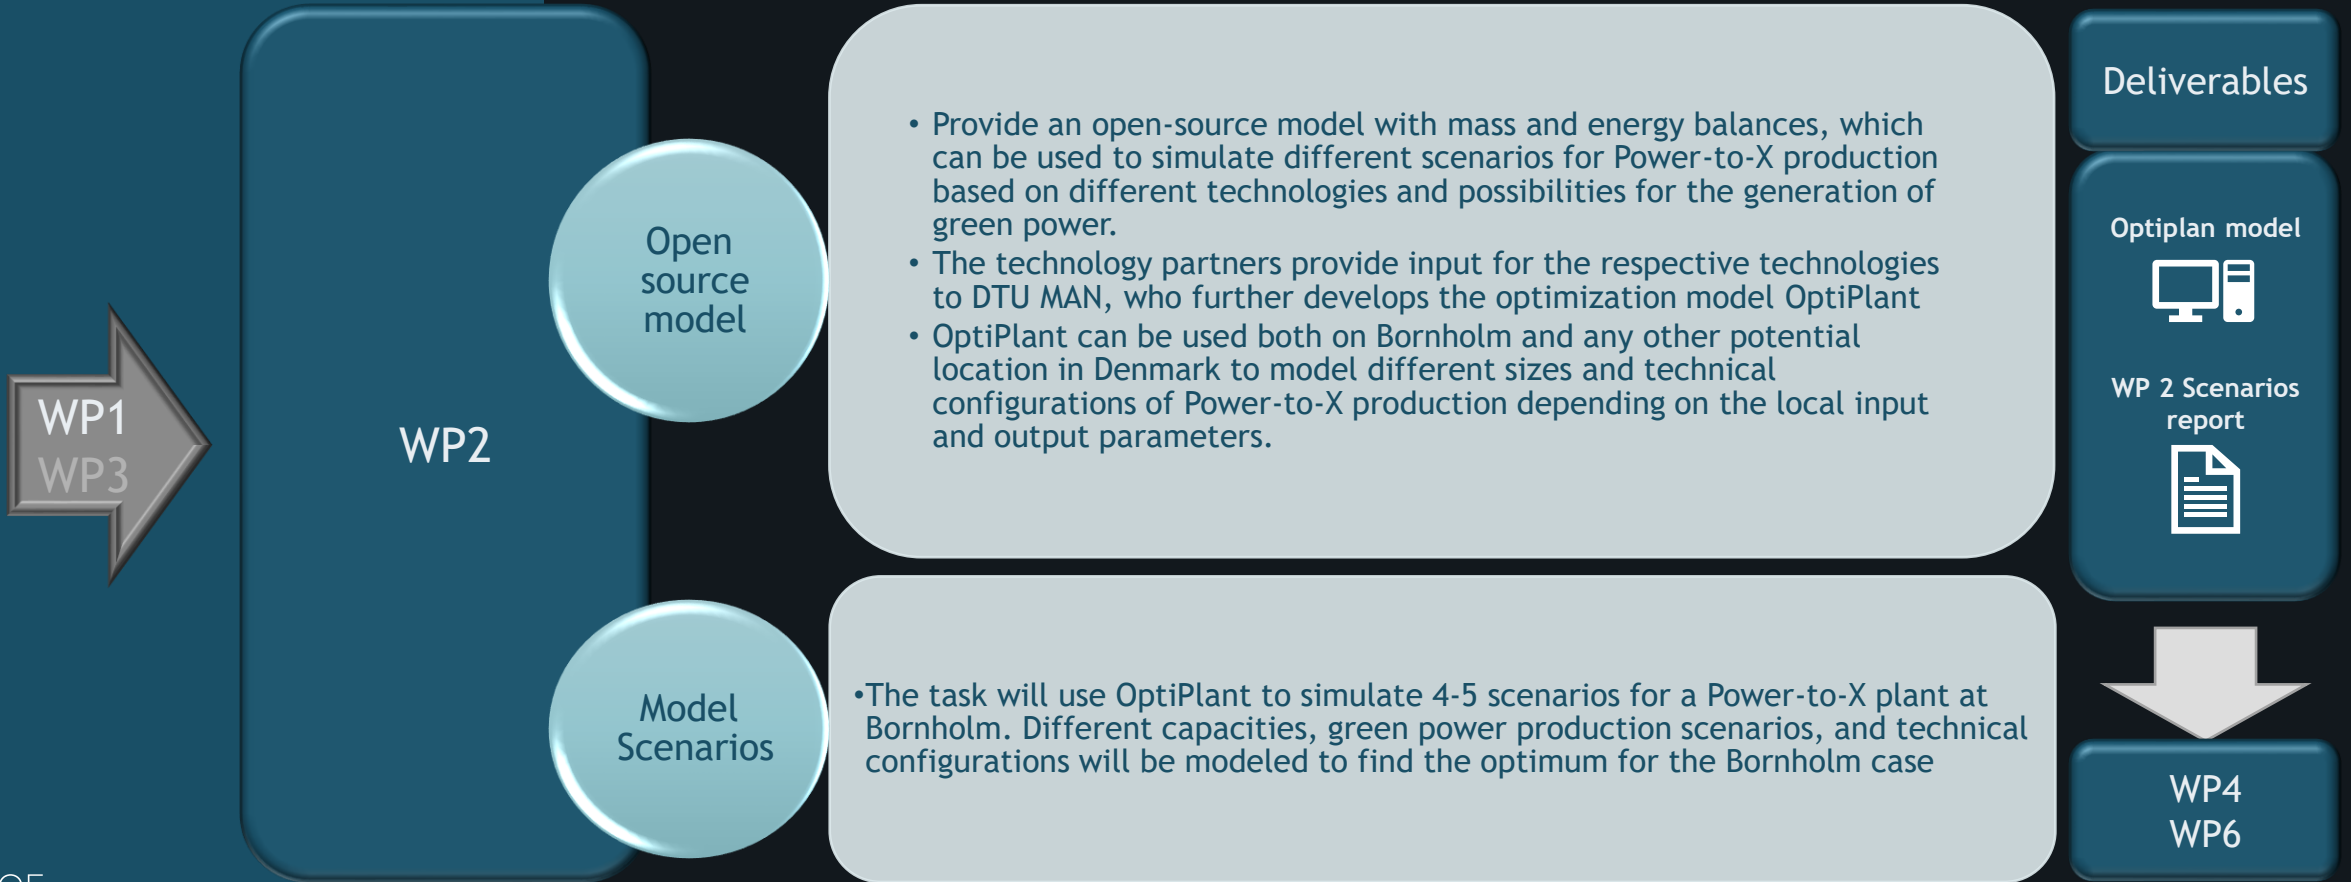 WP1
WP3
WP2
Open
source
model
• Provide an open-source model with mass and energy balances, which
can be used to simulate different scenarios for Power-to-X production
based on different technologies and possibilities for the generation of
green power.
• The technology partners provide input for the respective technologies
to DTU MAN, who further develops the optimization model OptiPlant
• OptiPlant can be used both on Bornholm and any other potential
location in Denmark to model different sizes and technical
configurations of Power-to-X production depending on the local input
and output parameters.
Model
Scenarios
•The task will use OptiPlant to simulate 4-5 scenarios for a Power-to-X plant at
Bornholm. Different capacities, green power production scenarios, and technical
configurations will be modeled to find the optimum for the Bornholm case
Deliverables
Optiplan model
WP 2 Scenarios
report
WP4
WP6